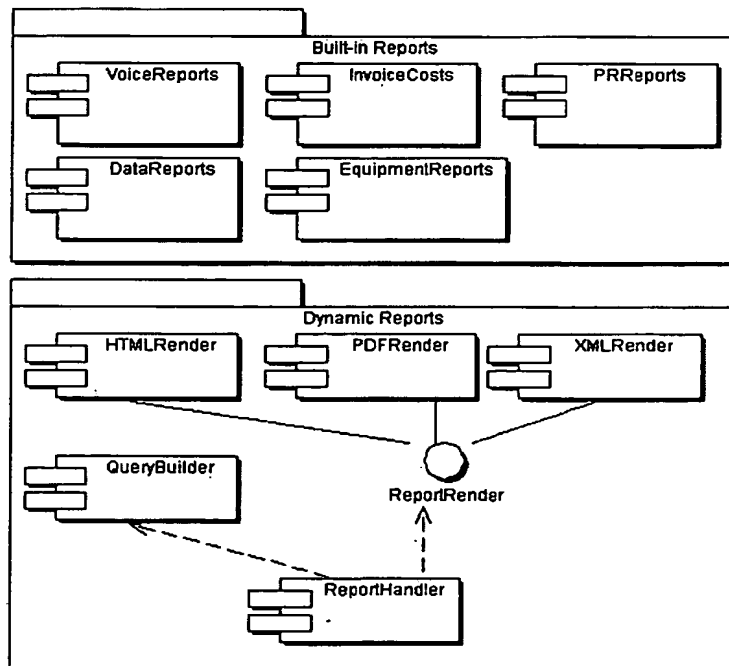 Built-in Reports
VoiceReports
InvoiceCosts
PRReports
DataReports
EquipmentReports
Dynamic Reports
HTMLRender
PDFRender
XMLRender
QueryBuilder
ReportRender
ReportHandler